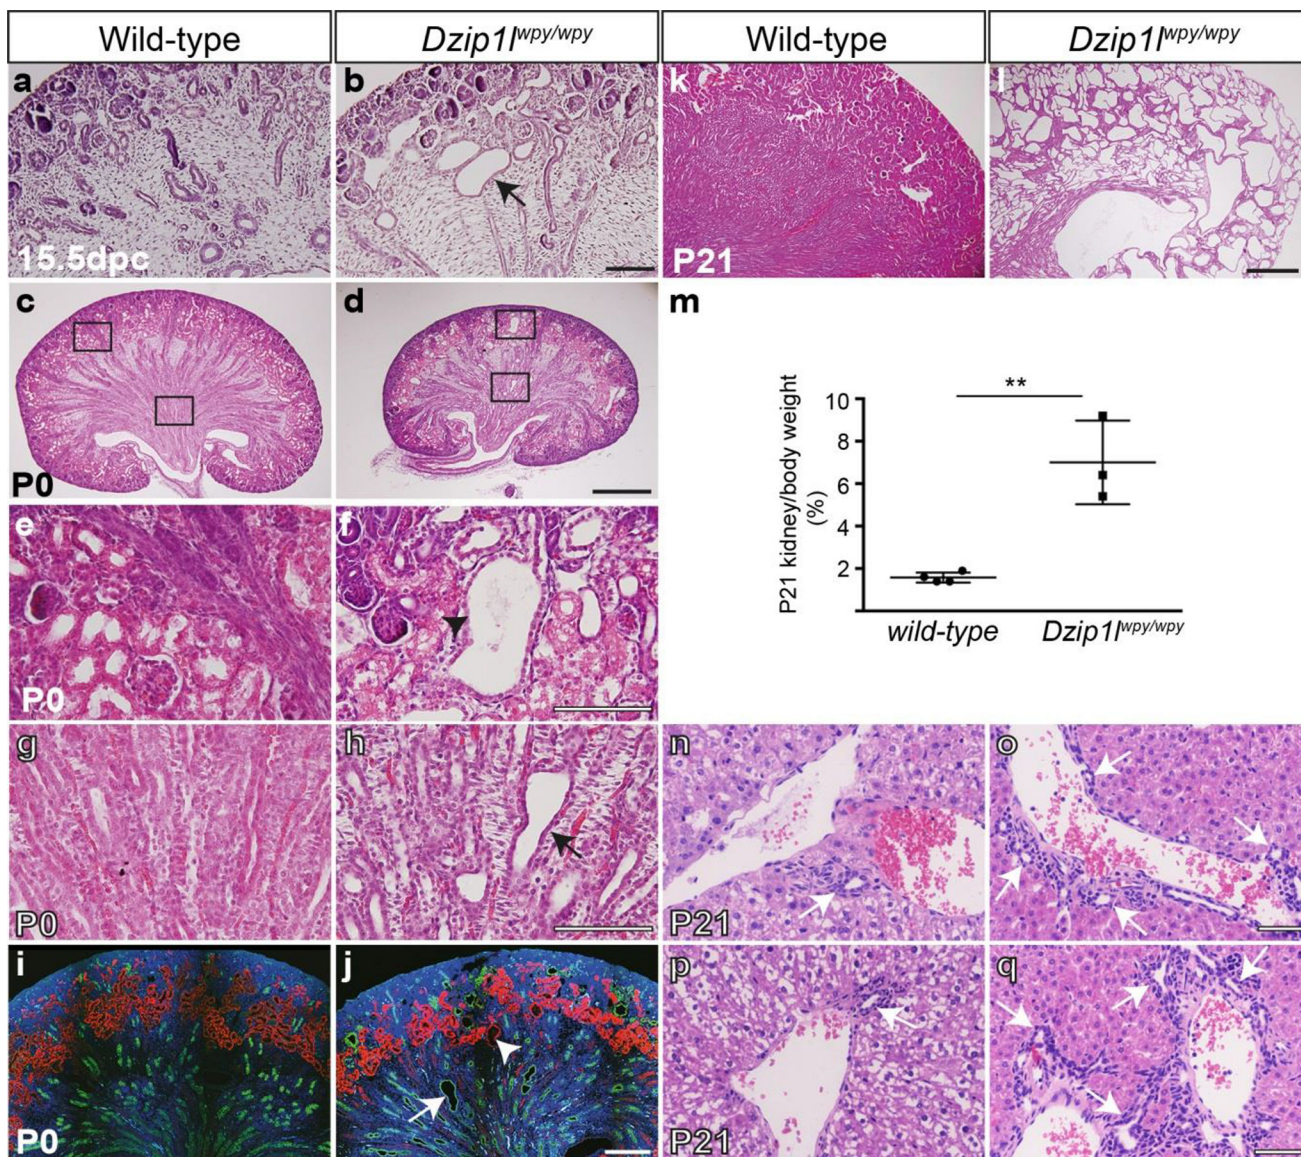 Wild-type
Dzip1l wpy/wpy
Wild-type
Dzip1l wpy/wpy
a
15.5dpc
b
k
P21
l
c
P0
d
m
**
10
8
6
4
2
P21 kidney/body weight
(%)
wild-type
Dzip1l wpy/wpy
e
P0
f
g
P0
h
n
P21
o
i
P0
j
p
P21
q